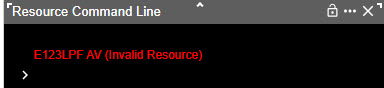 Resource Command Line
E123LPF AV (Invalid Resource)
>